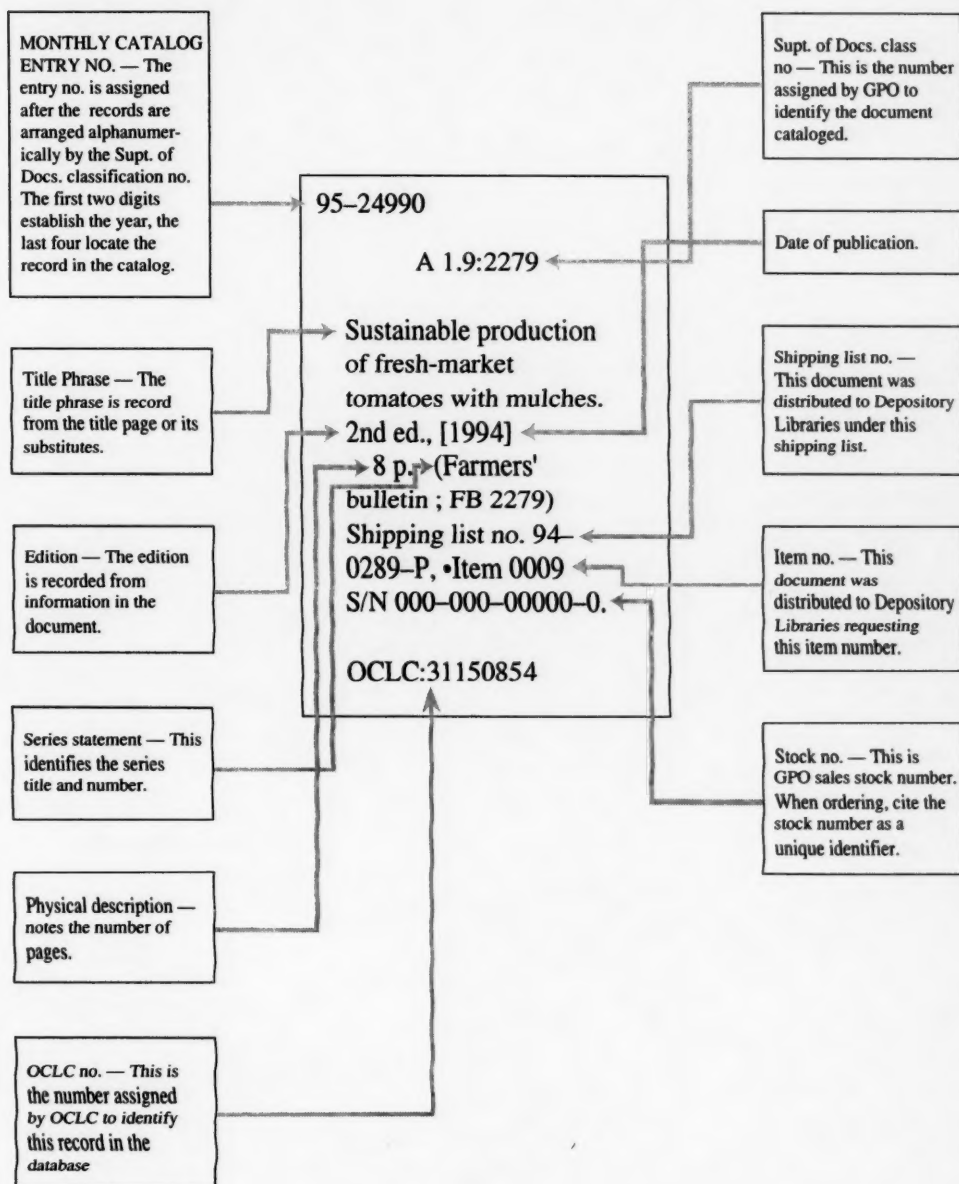 MONTHLY CATALOG
ENTRY NO. — The
entry no. is assigned
after the records are
arranged alphanumer-
ically by the Supt. of
Docs. classification no.
The first two digits
establish the year, the
last four locate the
record in the catalog.
Title Phrase — The
title phrase is record
from the title page or its
substitutes.
Edition — The edition
is recorded from
information in the
document.
Series statement — This
identifies the series
title and number.
Physical description —
notes the number of
pages.
OCLC no. — This is
the number assigned
by OCLC to identify
this record in the
database
95–24990
A 1.9:2279
Sustainable production
of fresh-market
tomatoes with mulches.
2nd ed., [1994]
8 p. (Farmers'
bulletin ; FB 2279)
Shipping list no. 94–
0289–P, •Item 0009
S/N 000–000–00000–0.
OCLC:31150854
Supt. of Docs. class
no — This is the number
assigned by GPO to
identify the document
cataloged.
Date of publication.
Shipping list no. —
This document was
distributed to Depository
Libraries under this
shipping list.
Item no. — This
document was
distributed to Depository
Libraries requesting
this item number.
Stock no. — This is
GPO sales stock number.
When ordering, cite the
stock number as a
unique identifier.